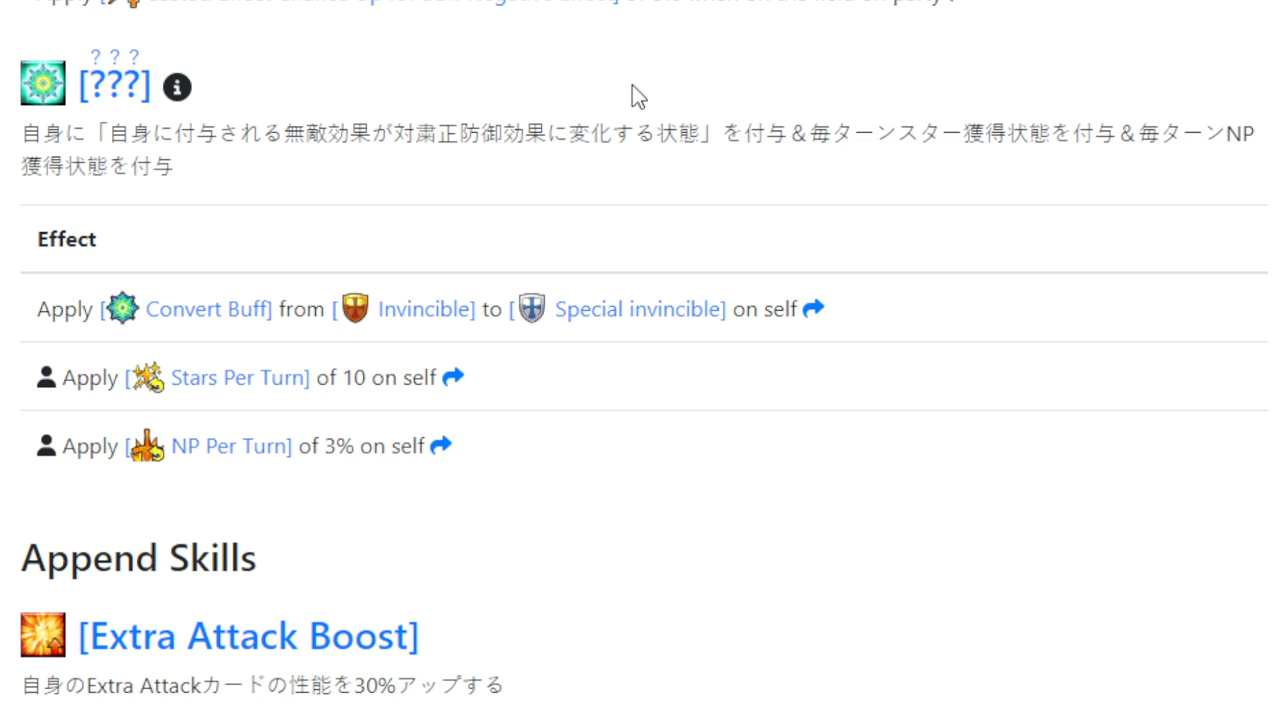 ? ? ?
[???]
自身に「自身に付与される無敵効果が対粛正防御効果に変化する状態」を付与＆毎ターンスター獲得状態を付与＆毎ターンNP
獲得状態を付与
Effect
Apply [Convert Buff] from [Invincible] to [Special invincible] on self
Apply [Stars Per Turn] of 10 on self
Apply [NP Per Turn] of 3% on self
Append Skills
[Extra Attack Boost]
自身のExtra Attackカードの性能を30%アップする